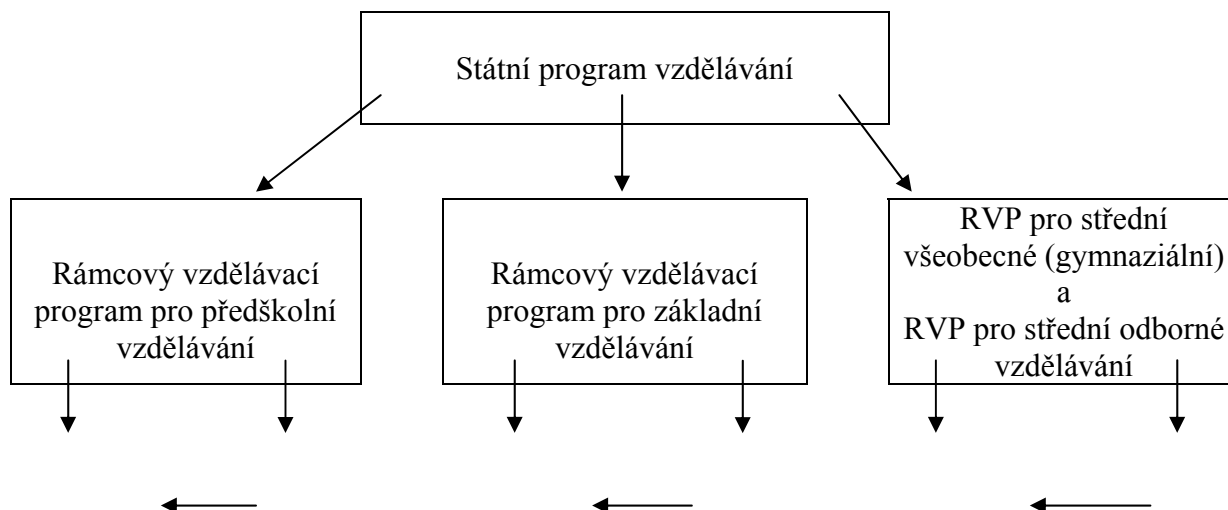 Státní program vzdělávání
Rámcový vzdělávací
program pro předškolní
vzdělávání
Rámcový vzdělávací
program pro základní
vzdělávání
RVP pro střední
všeobecné (gymnaziální)
a
RVP pro střední odborné
vzdělávání